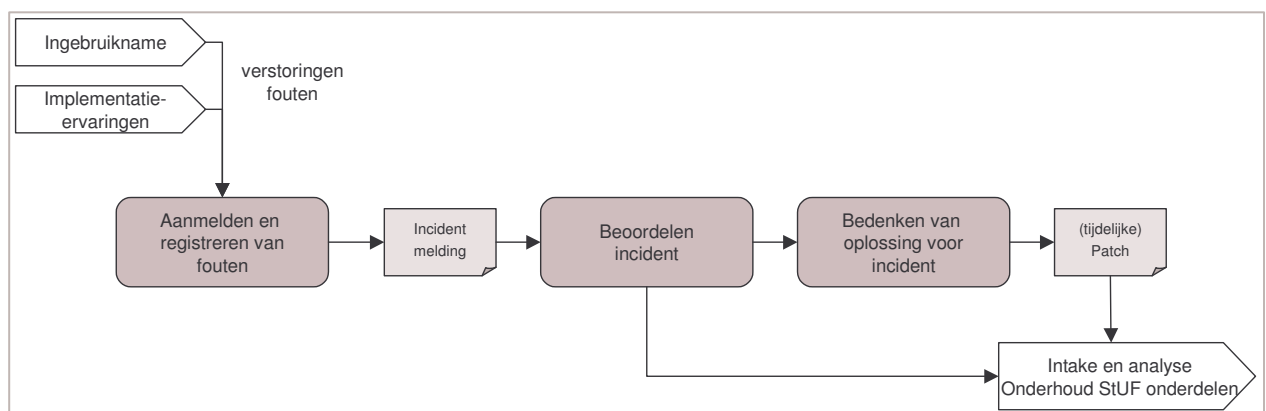 Ingebruikname
verstoringen
fouten
Implementatie-
ervaringen
Aanmelden en
registreren van
fouten
Incident
melding
Beoordelen
incident
Bedenken van
oplossing voor
incident
(tijdelijke)
Patch
Intake en analyse
Onderhoud StUF onderdelen